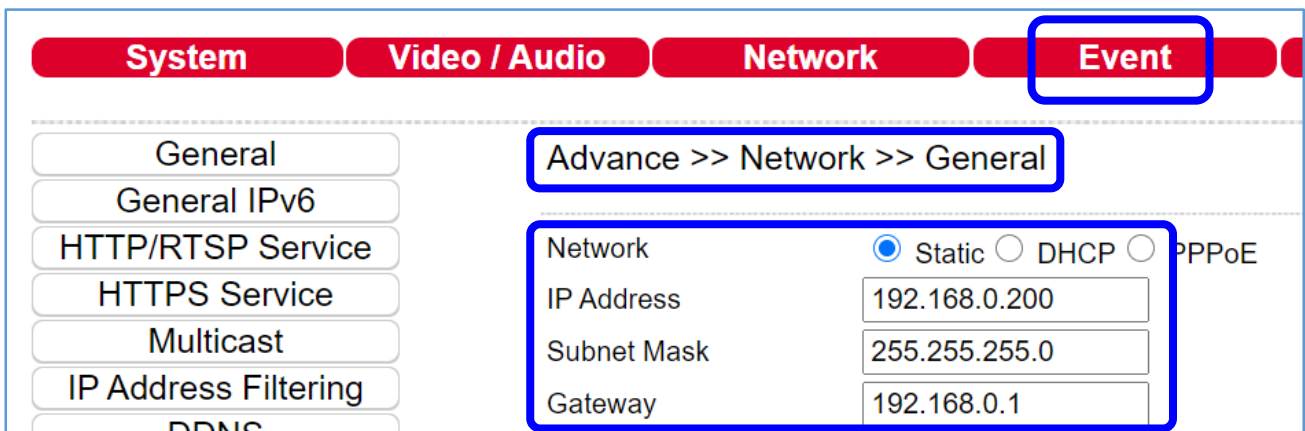 System Video / Audio Network Event
General
General IPv6
HTTP/RTSP Service
HTTPS Service
Multicast
IP Address Filtering
DDNS
Advance >> Network >> General
Network Static DHCP PPPoE
IP Address 192.168.0.200
Subnet Mask 255.255.255.0
Gateway 192.168.0.1